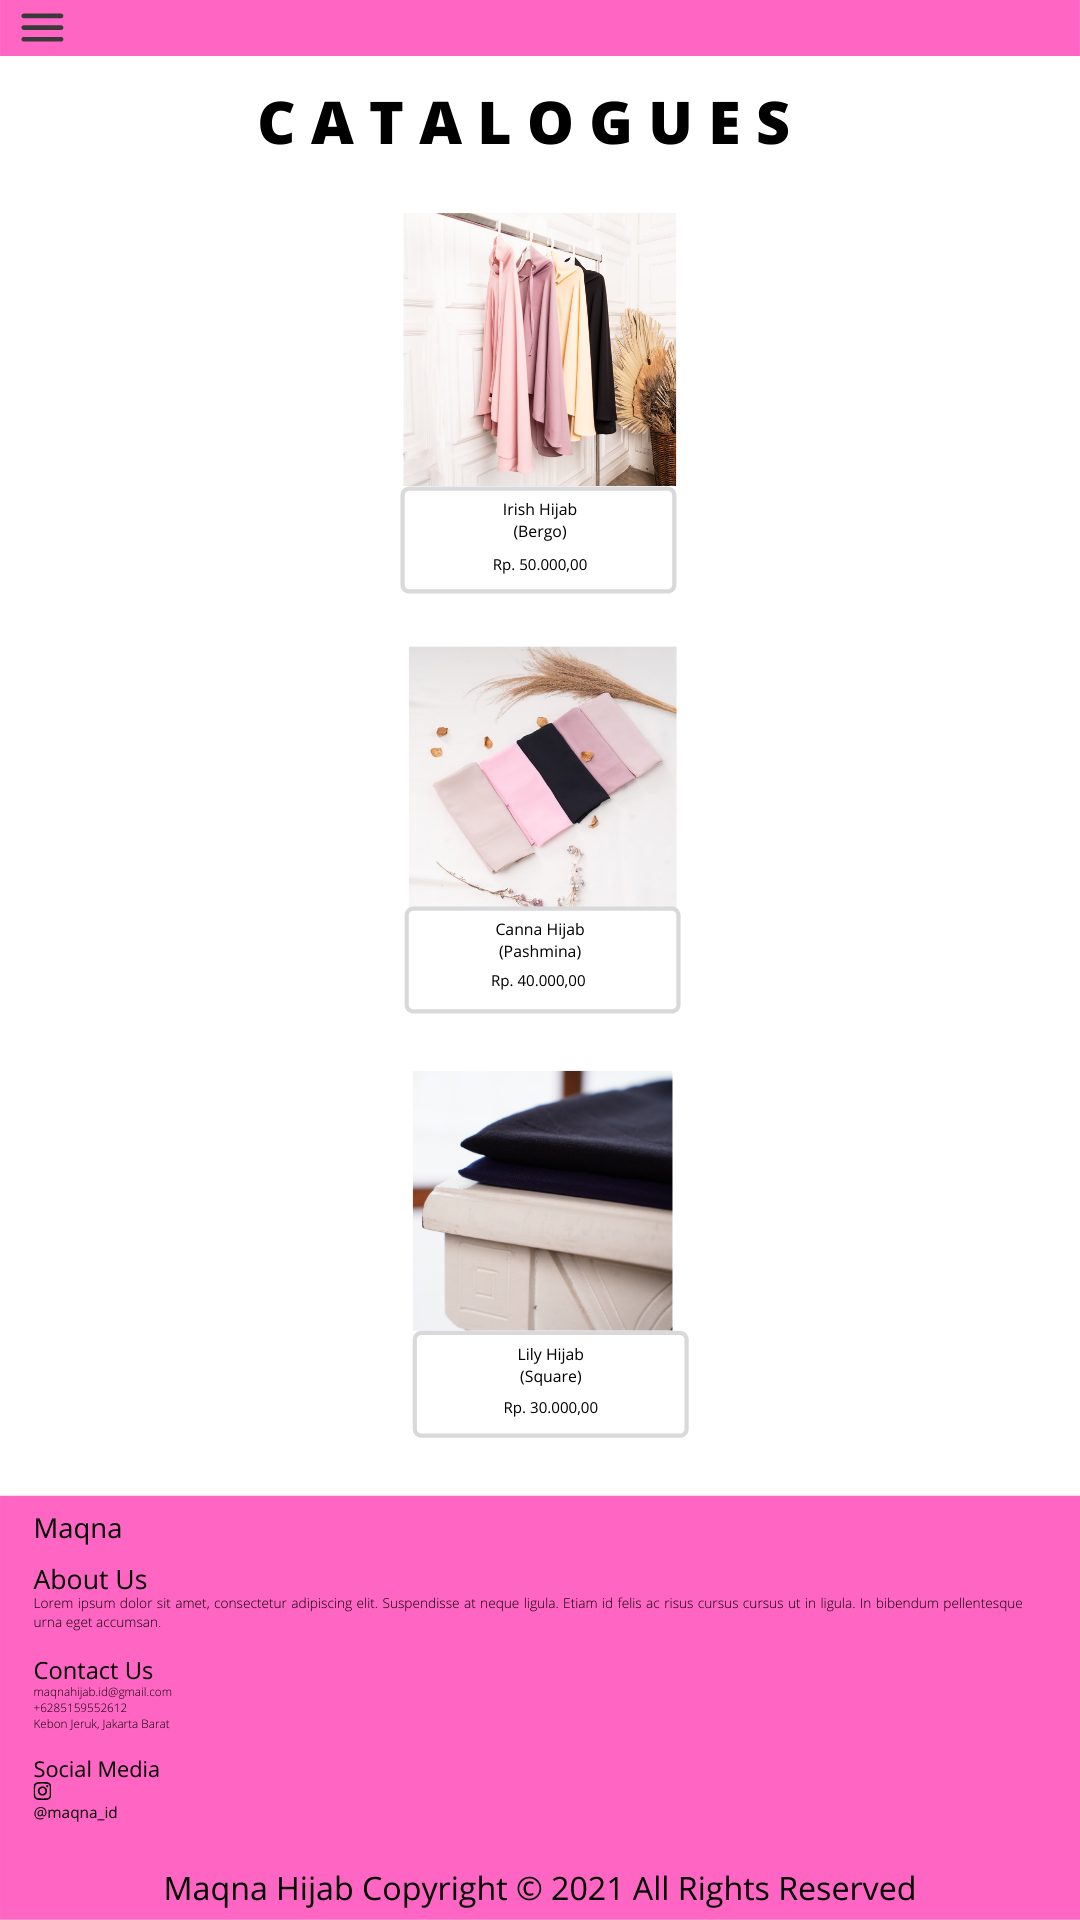 CATALOGUES
Irish Hijab
(Bergo)
Rp. 50.000,00
Canna Hijab
(Pashmina)
Rp. 40.000,00
Lily Hijab
(Square)
Rp. 30.000,00
Maqna
About Us
Lorem ipsum dolor sit amet, consectetur adipiscing elit. Suspendisse at neque ligula. Etiam id felis ac risus cursus cursus ut in ligula. In bibendum pellentesque
urna eget accumsan.
Contact Us
maqnahijab.id@gmail.com
+6285159552612
Kebon Jeruk, Jakarta Barat
Social Media
@maqna_id
Maqna Hijab Copyright © 2021 All Rights Reserved